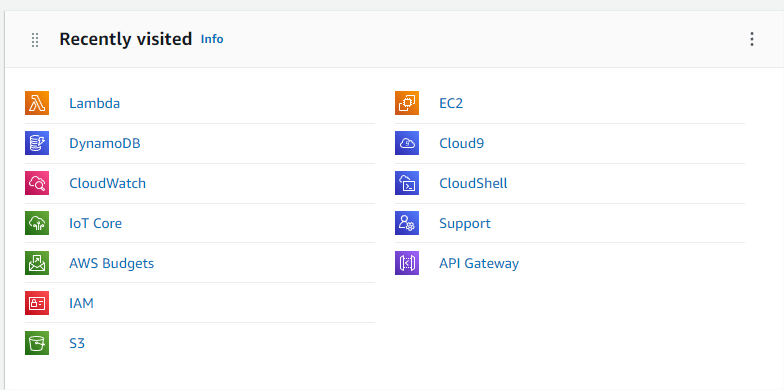 Recently visited Info
Lambda
DynamoDB
CloudWatch
IoT Core
AWS Budgets
IAM
S3
EC2
Cloud9
CloudShell
Support
API Gateway